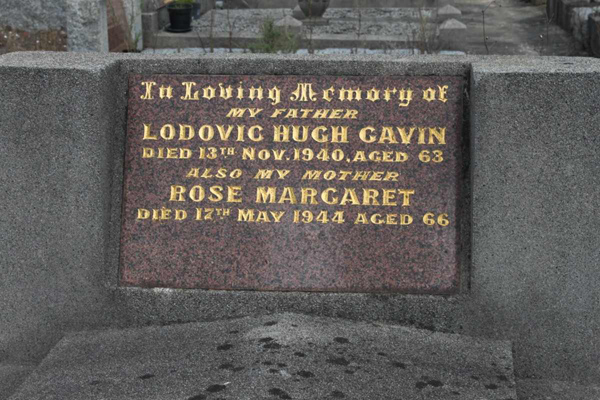 In Loving Memory of
MY FATHER
LODOVIC HUGH GAVIN
DIED 13TH NOV. 1940, AGED 63
ALSO MY MOTHER
ROSE MARGARET
DIED 17TH MAY 1944, AGED 66